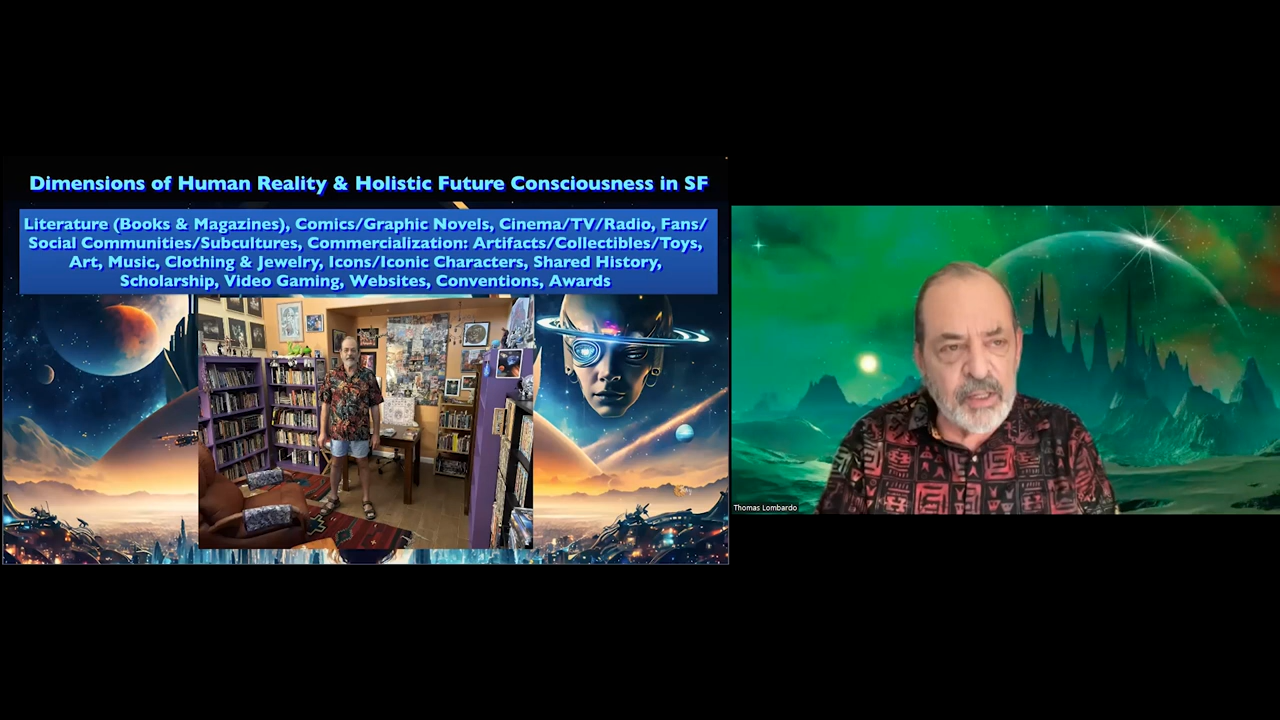 Dimensions of Human Reality & Holistic Future Consciousness in SF
Literature (Books & Magazines), Comics/Graphic Novels, Cinema/TV/Radio, Fans/
Social Communities/Subcultures, Commercialization: Artifacts/Collectibles/Toys,
Art, Music, Clothing & Jewelry, Icons/Iconic Characters, Shared History,
Scholarship, Video Gaming, Websites, Conventions, Awards
Thomas Lombardo